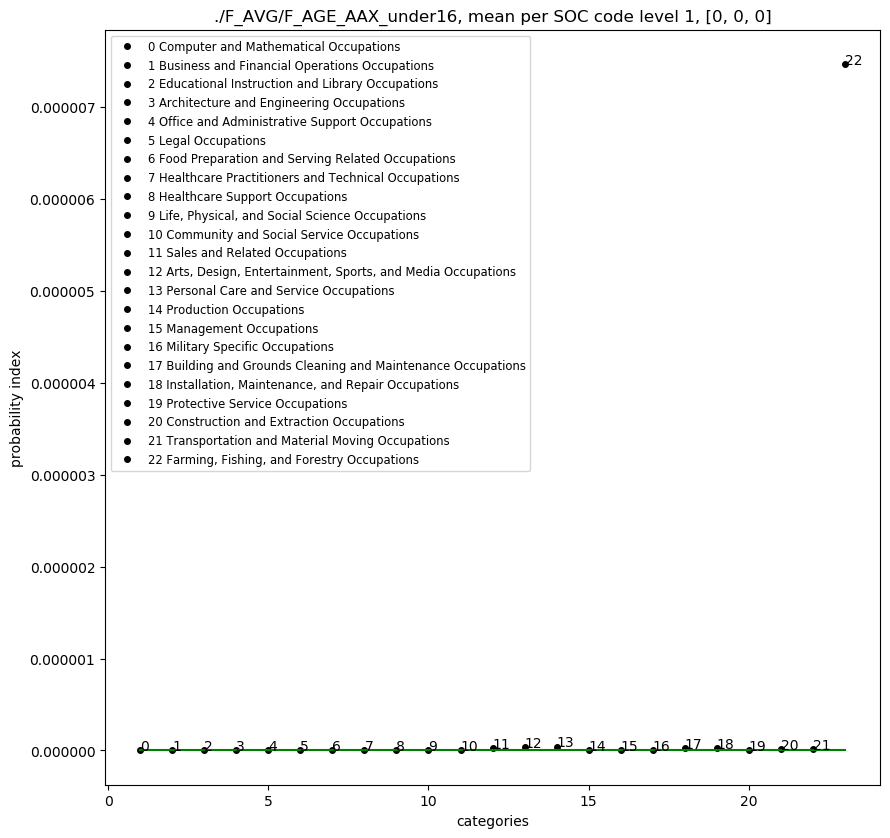 ./F_AVG/F_AGE_AAX_under16, mean per SOC code level 1, [0, 0, 0]
0 Computer and Mathematical Occupations
1 Business and Financial Operations Occupations
2 Educational Instruction and Library Occupations
3 Architecture and Engineering Occupations
4 Office and Administrative Support Occupations
5 Legal Occupations
6 Food Preparation and Serving Related Occupations
7 Healthcare Practitioners and Technical Occupations
8 Healthcare Support Occupations
9 Life, Physical, and Social Science Occupations
10 Community and Social Service Occupations
11 Sales and Related Occupations
12 Arts, Design, Entertainment, Sports, and Media Occupations
13 Personal Care and Service Occupations
14 Production Occupations
15 Management Occupations
16 Military Specific Occupations
17 Building and Grounds Cleaning and Maintenance Occupations
18 Installation, Maintenance, and Repair Occupations
19 Protective Service Occupations
20 Construction and Extraction Occupations
21 Transportation and Material Moving Occupations
22 Farming, Fishing, and Forestry Occupations
22
0.000007
0.000006
0.000005
0.000004
0.000003
0.000002
0.000001
0.000000
probability index
0 1 2 3 4 5 6 7 8 9 10 11 12 13 14 15 16 17 18 19 20 21
0 5 10 15 20
categories